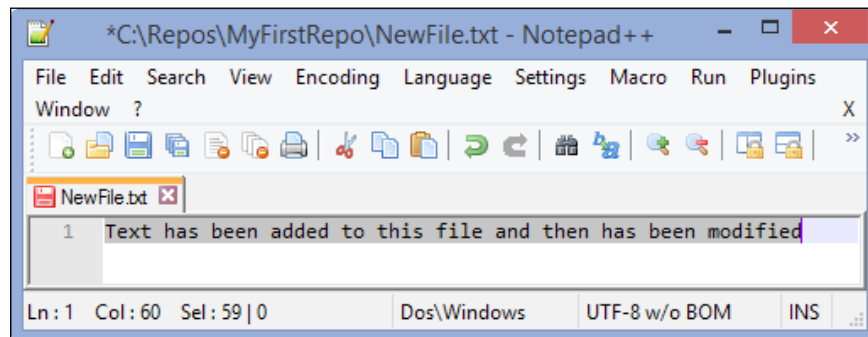 *C:\Repos\MyFirstRepo\NewFile.txt - Notepad++
File Edit Search View Encoding Language Settings Macro Run Plugins
Window ? X
NewFile.txt
1 Text has been added to this file and then has been modified
Ln : 1 Col : 60 Sel : 59 | 0 Dos\Windows UTF-8 w/o BOM INS